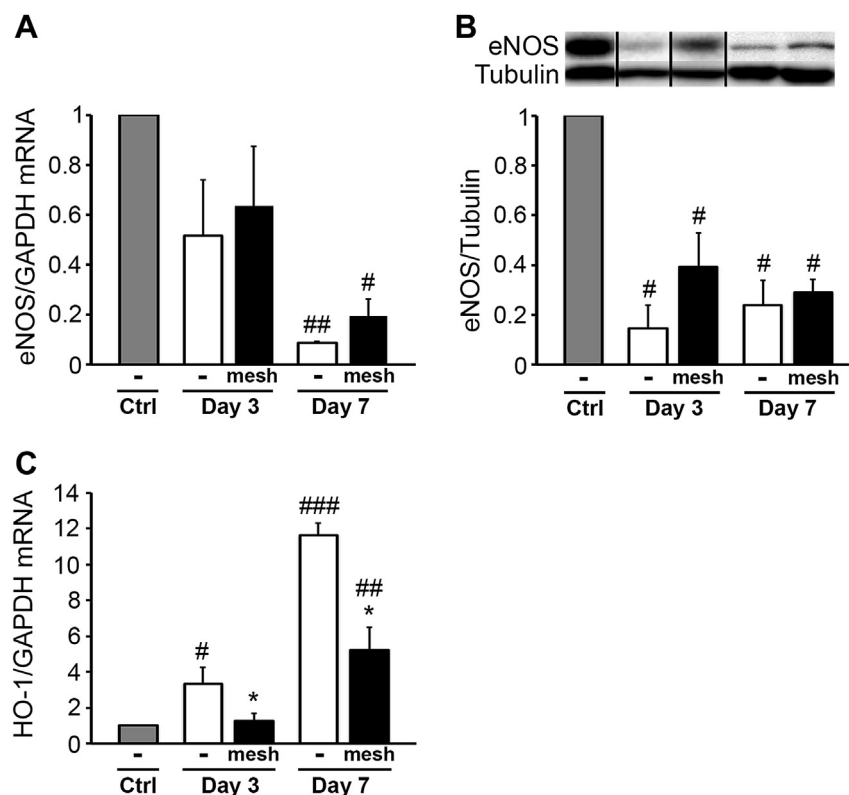 A
eNOS/GAPDH mRNA
1
0.8
0.6
0.4
0.2
0
##
#
- - mesh - mesh
Ctrl Day 3 Day 7
B
eNOS
Tubulin
eNOS/Tubulin
1
0.8
0.6
0.4
0.2
0
#
#
#
#
- - mesh - mesh
Ctrl Day 3 Day 7
C
HO-1/GAPDH mRNA
14
12
10
8
6
4
2
0
#
*
###
##
*
- - mesh - mesh
Ctrl Day 3 Day 7